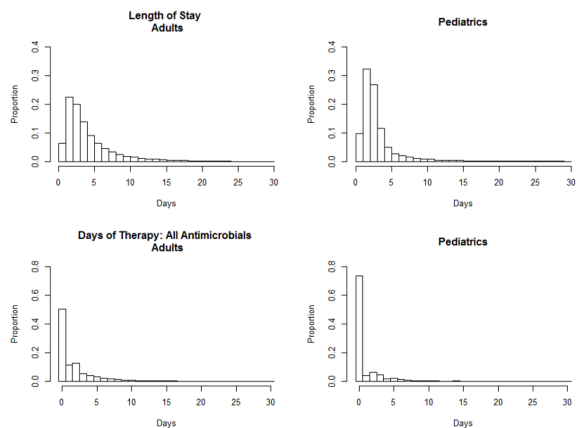 Length of Stay
Adults
Proportion
0.0 0.1 0.2 0.3 0.4
0 5 10 15 20 25 30
Days
Pediatrics
Proportion
0.0 0.1 0.2 0.3 0.4
0 5 10 15 20 25 30
Days
Days of Therapy: All Antimicrobials
Adults
Proportion
0.0 0.2 0.4 0.6 0.8
0 5 10 15 20 25 30
Days
Pediatrics
Proportion
0.0 0.2 0.4 0.6 0.8
0 5 10 15 20 25 30
Days